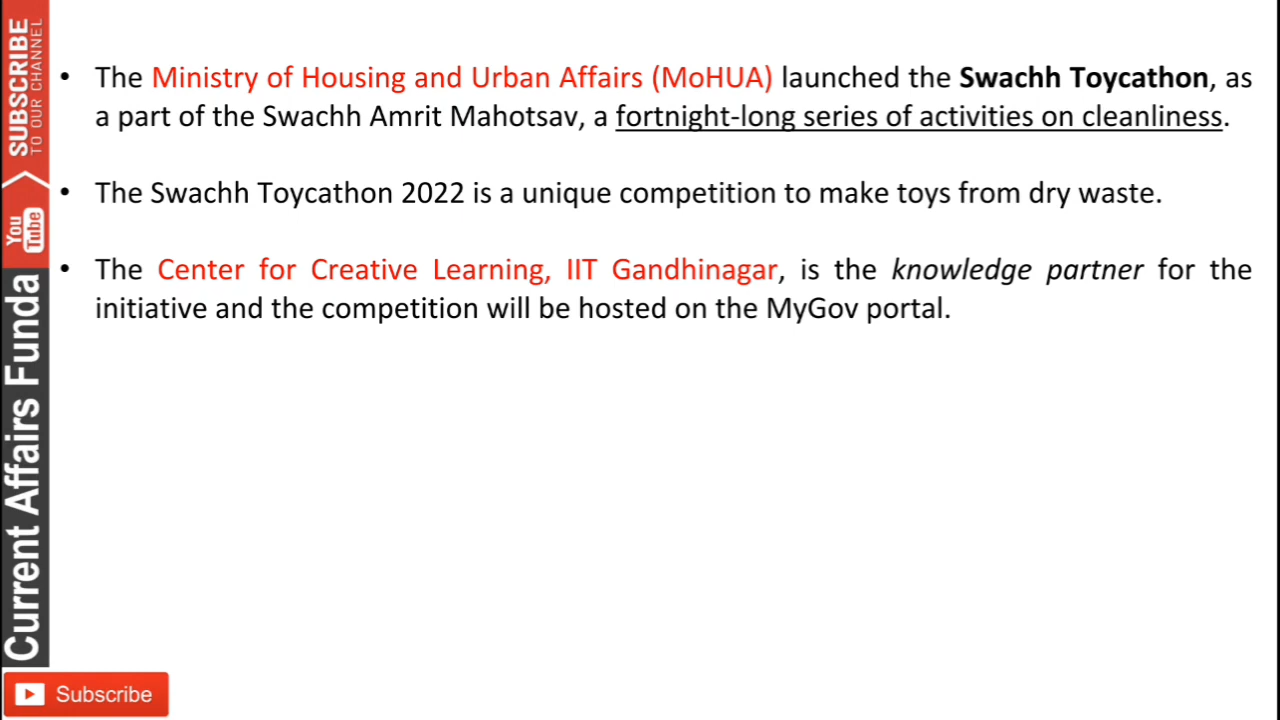 SUBSCRIBE
TO OUR CHANNEL
You
Tube
Current Affairs Funda
• The Ministry of Housing and Urban Affairs (MoHUA) launched the Swachh Toycathon, as
a part of the Swachh Amrit Mahotsav, a fortnight-long series of activities on cleanliness.
• The Swachh Toycathon 2022 is a unique competition to make toys from dry waste.
• The Center for Creative Learning, IIT Gandhinagar, is the knowledge partner for the
initiative and the competition will be hosted on the MyGov portal.
Subscribe